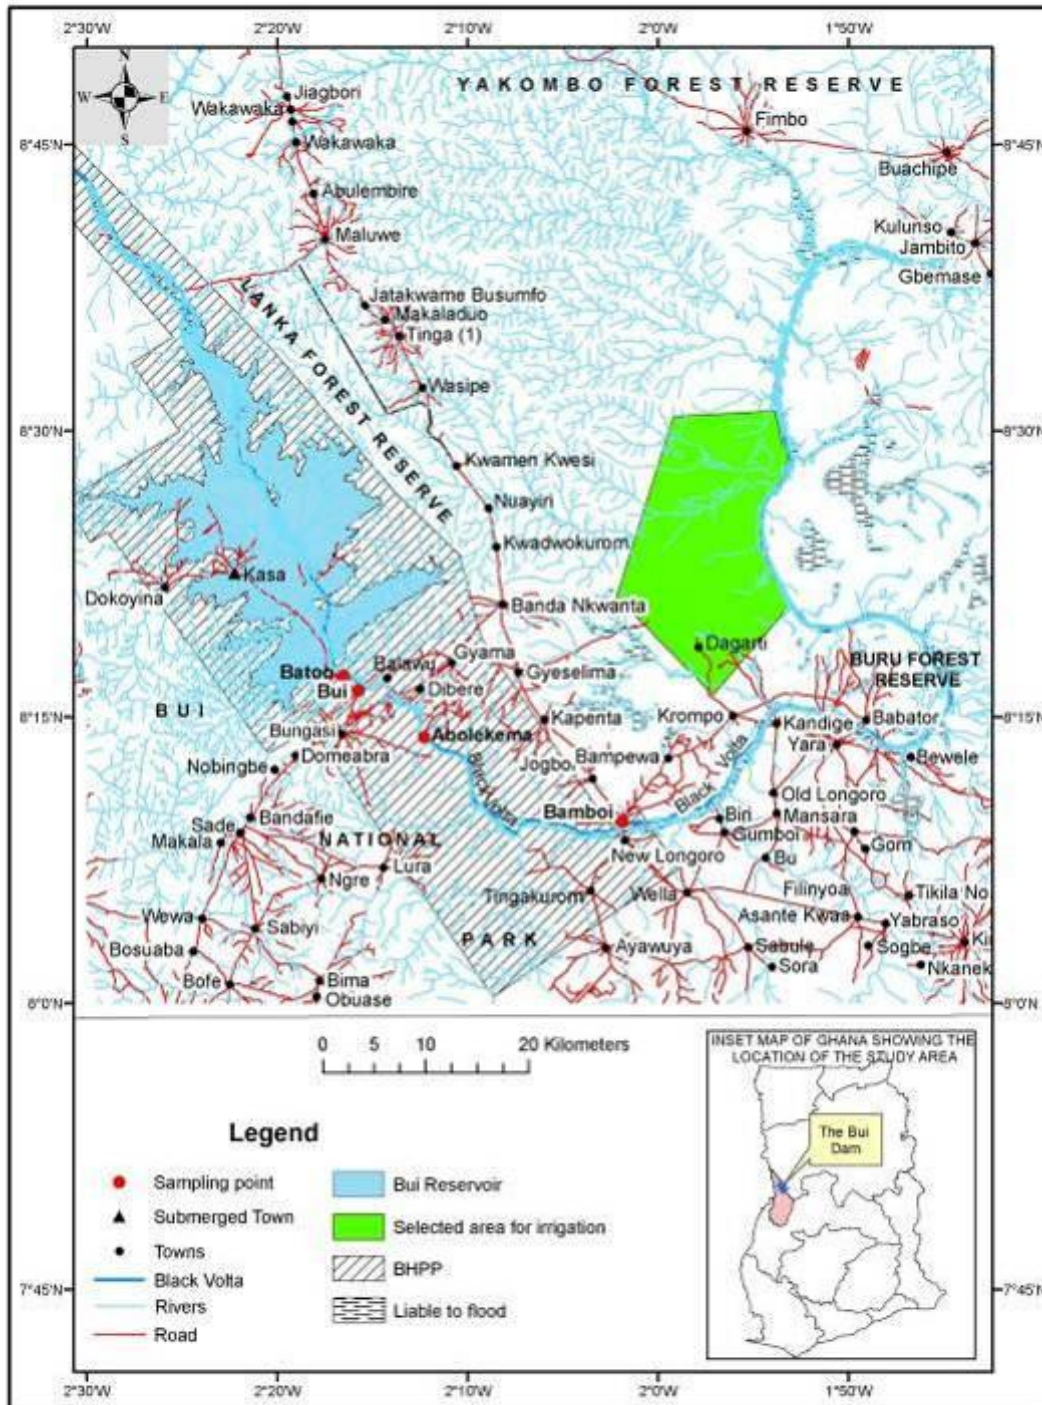 2°30'W 2°20'W 2°10'W 2°0'W 1°50'W
N
W E
S
Jiagbori
YAKOMBO FOREST RESERVE
Wakawaka
Fimbo
8°45'N
8°45'N
Wakawaka
Buachipe
Abulembire
Kulunso
Maluwe
Jambito
Gbemase
LANKA FOREST RESERVE
Jatakwame Busumfo
Makaladuo
Tinga (1)
Wasipe
8°30'N
8°30'N
Kwamen Kwesi
Nuayiri
Kwadwokurom
Kasa
Dokoyina
Banda Nkwanta
Dagarti
Gyama
BURU FOREST
RESERVE
Batoo
Gyeselima
Bui
Dibere
BUI
Kapenta
Krompo
Kandige
Babator
8°15'N
8°15'N
Bungasi
Abolekema
Yara
Domeabra
Bampewa
Bewele
Nobingbe
Black Volta
Black Volta
Old Longoro
Bandafie
Bamboi
Biri
Mansara
Sade
NATIONAL
Gumboi
Makala
New Longoro
Gorn
Lura
Bu
Ngre
Tingakurom
Wella
Filinyoa
Tikila No
Wewa
Asante Kwaa
Yabraso
Sabiyi
PARK
Bosuaba
Ayawuya
Sabule
Sogbe
Kin
Sora
Nkanek
Bofe
Bima
Obuase
8°0'N
8°0'N
0 5 10 20 Kilometers
INSET MAP OF GHANA SHOWING THE
LOCATION OF THE STUDY AREA
The Bui
Dam
Legend
Sampling point
Submerged Town
Towns
Black Volta
Rivers
Road
Bui Reservoir
Selected area for irrigation
BHPP
Liable to flood
7°45'N
7°45'N
2°30'W 2°20'W 2°10'W 2°0'W 1°50'W